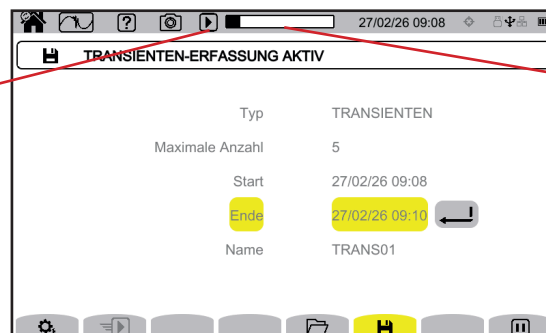 27/02/26 09:08
TRANSIENTEN-ERFASSUNG AKTIV
Typ TRANSIENTEN
Maximale Anzahl 5
Start 27/02/26 09:08
Ende 27/02/26 09:10
Name TRANS01